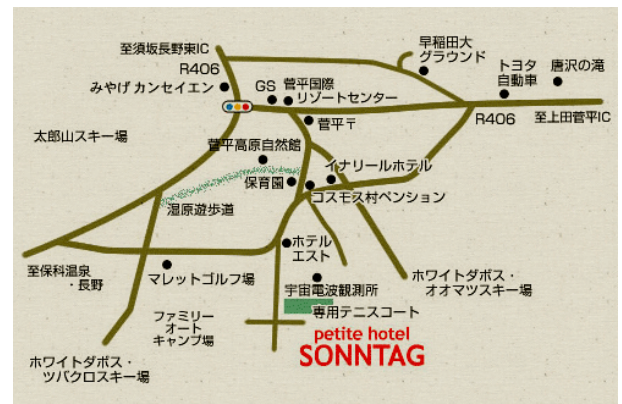 至須坂長野東IC
R406
みやげ カンセイエン
GS
菅平国際
リゾートセンター
早稲田大
グラウンド
トヨタ
自動車
唐沢の滝
R406
至上田菅平IC
菅平〒
太郎山スキー場
菅平高原自然館
イナリールホテル
保育園
コスモス村ペンション
湿原遊歩道
ホテル
エスト
至保科温泉
・長野
マレットゴルフ場
宇宙電波観測所
ホワイトダボス・
オオマツスキー場
専用テニスコート
ファミリー
オート
キャンプ場
petite hotel
SONNTAG
ホワイトダボス・
ツバクロスキー場